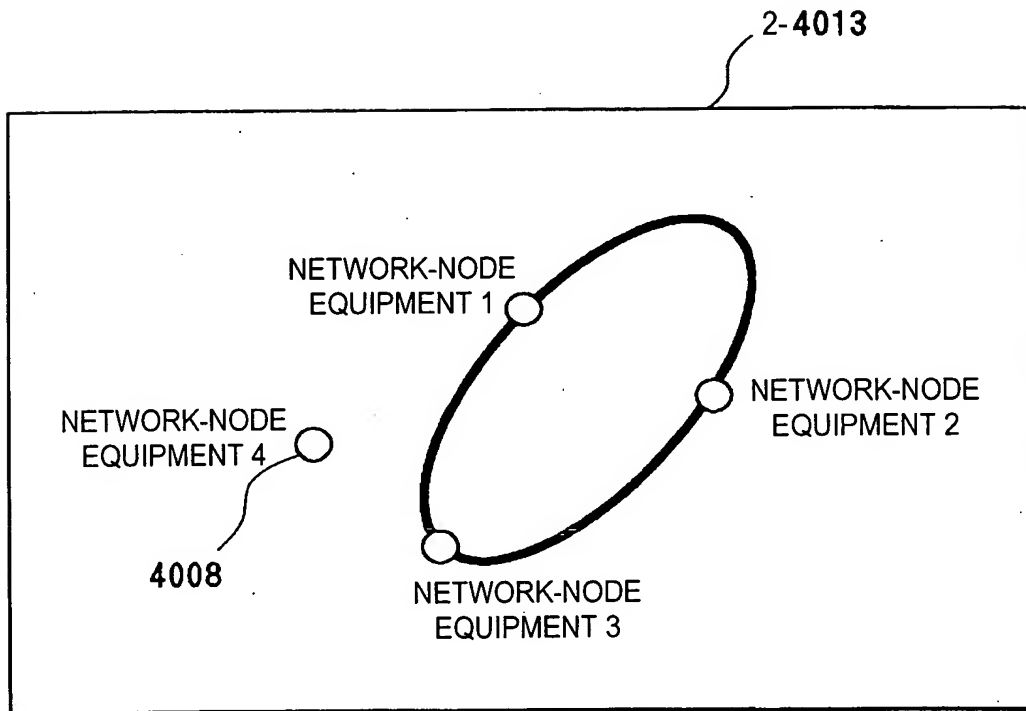 2-4013
NETWORK-NODE
EQUIPMENT 1
NETWORK-NODE
EQUIPMENT 2
NETWORK-NODE
EQUIPMENT 4
4008
NETWORK-NODE
EQUIPMENT 3